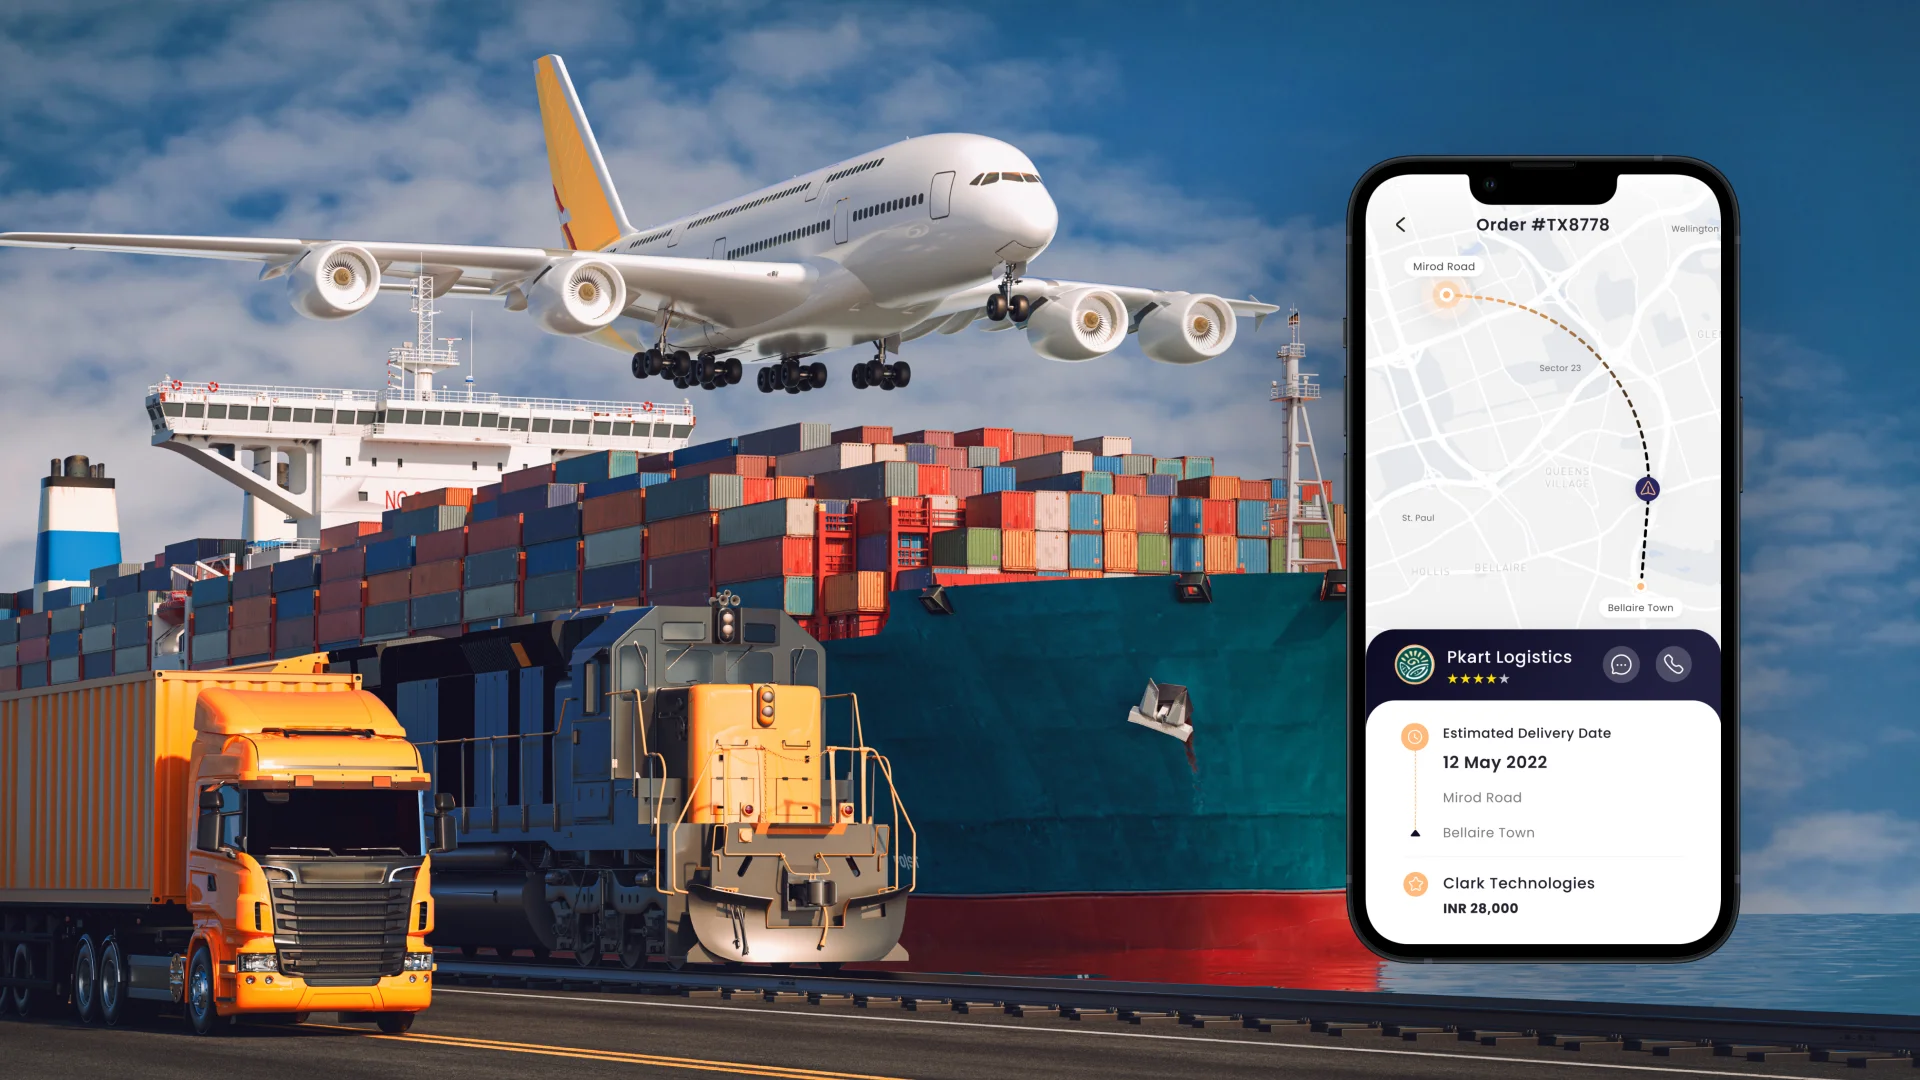 NO
Order #TX8778
Wellington
Mirod Road
Sector 23
QUEENS
VILLAGE
St. Paul
HOLLIS
BELLAIRE
Bellaire Town
Pkart Logistics
Estimated Delivery Date
12 May 2022
Mirod Road
Bellaire Town
Clark Technologies
INR 28,000